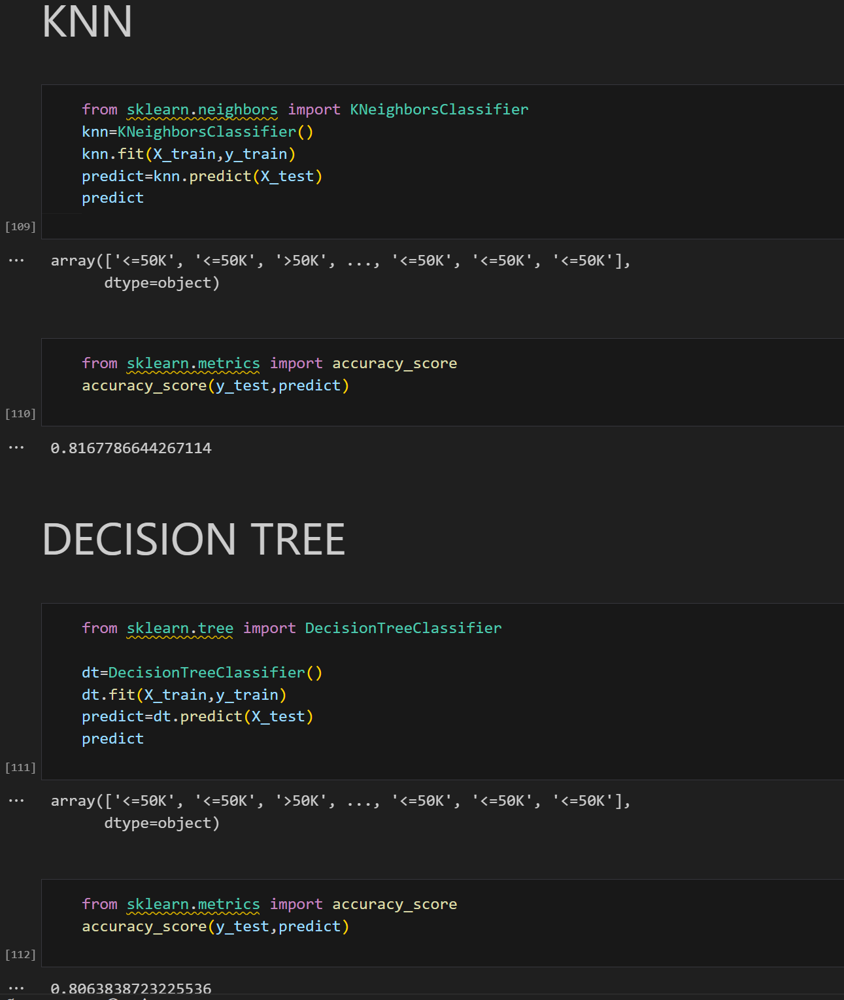 KNN
from sklearn.neighbors import KNeighborsClassifier
knn=KNeighborsClassifier()
knn.fit(X_train,y_train)
predict=knn.predict(X_test)
predict
[109]
... array(['<=50K', '<=50K', '>50K', ..., '<=50K', '<=50K', '<=50K'],
dtype=object)
from sklearn.metrics import accuracy_score
accuracy_score(y_test,predict)
[110]
... 0.8167786644267114
DECISION TREE
from sklearn.tree import DecisionTreeClassifier
dt=DecisionTreeClassifier()
dt.fit(X_train,y_train)
predict=dt.predict(X_test)
predict
[111]
... array(['<=50K', '<=50K', '>50K', ..., '<=50K', '<=50K', '<=50K'],
dtype=object)
from sklearn.metrics import accuracy_score
accuracy_score(y_test,predict)
[112]
... 0.8063838723225536